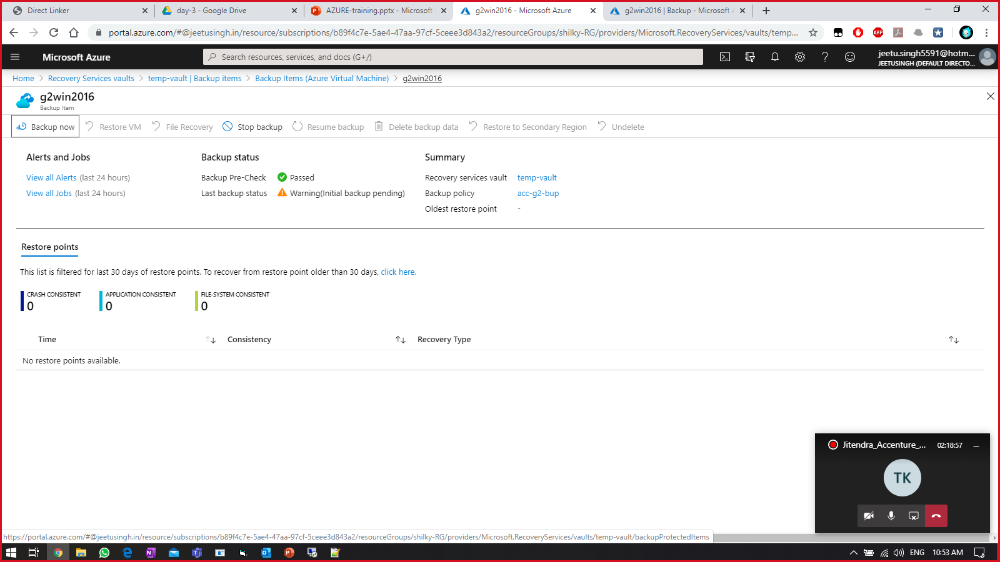 Direct Linker
day-3 - Google Drive
AZURE-training.pptx - Microsoft
g2win2016 - Microsoft Azure
g2win2016 | Backup - Microsoft A
portal.azure.com/#@jeetusingh.in/resource/subscriptions/b89f4c7e-5ae4-47aa-97cf-5ceee3d843a2/resourceGroups/shilky-RG/providers/Microsoft.RecoveryServices/vaults/temp...
ABP
Microsoft Azure
Search resources, services, and docs (G+/)
jeetu.singh5591@hotm...
JEETUSINGH (DEFAULT DIRECTO...
Home > Recovery Services vaults > temp-vault | Backup items > Backup Items (Azure Virtual Machine) > g2win2016
g2win2016
Backup Item
Backup now Restore VM File Recovery Stop backup Resume backup Delete backup data Restore to Secondary Region Undelete
Alerts and Jobs
View all Alerts (last 24 hours)
View all Jobs (last 24 hours)
Backup status
Backup Pre-Check Passed
Last backup status Warning(Initial backup pending)
Summary
Recovery services vault temp-vault
Backup policy acc-g2-bup
Oldest restore point -
Restore points
This list is filtered for last 30 days of restore points. To recover from restore point older than 30 days, click here.
CRASH CONSISTENT
0
APPLICATION CONSISTENT
0
FILE-SYSTEM CONSISTENT
0
Time Consistency Recovery Type
No restore points available.
Jitendra_Accenture_... 02:18:57
TK
https://portal.azure.com/#@jeetusingh.in/resource/subscriptions/b89f4c7e-5ae4-47aa-97cf-5ceee3d843a2/resourceGroups/shilky-RG/providers/Microsoft.RecoveryServices/vaults/temp-vault/backupProtectedItems
ENG 10:53 AM